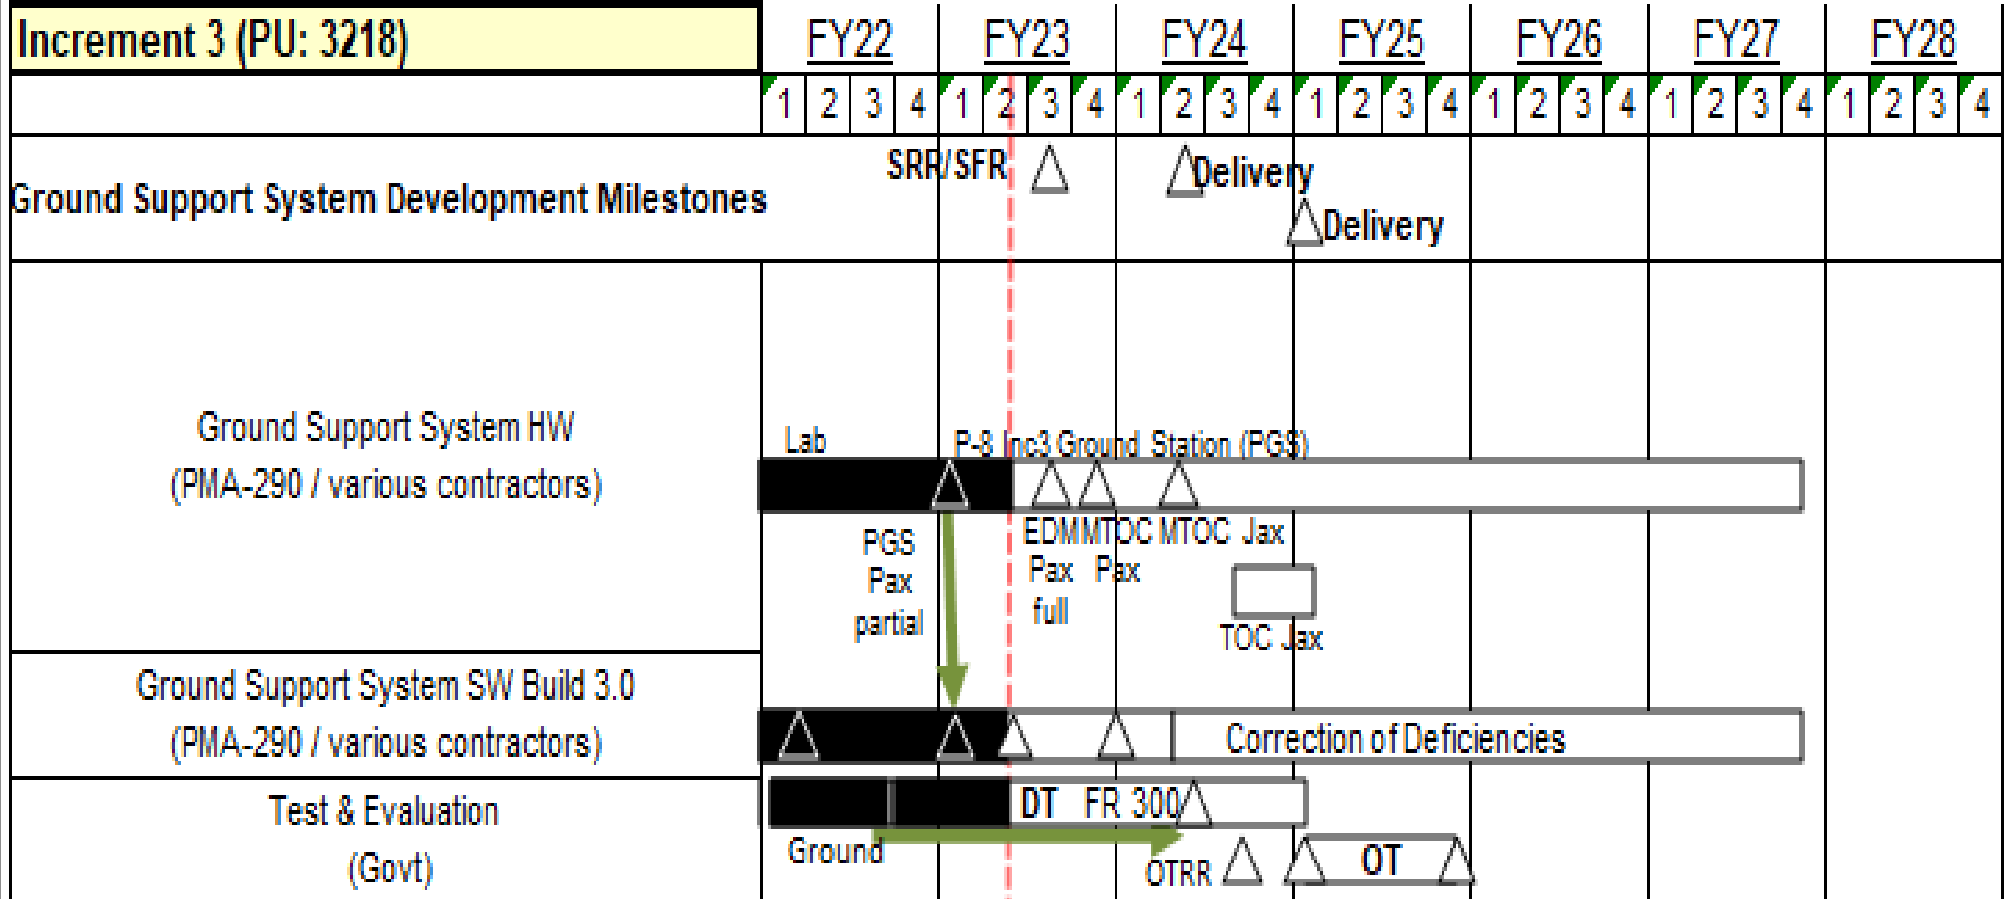 Increment 3 (PU: 3218) FY22 FY23 FY24 FY25 FY26 FY27 FY28
1 2 3 4 1 2 3 4 1 2 3 4 1 2 3 4 1 2 3 4 1 2 3 4 1 2 3 4
SRR/SFR Delivery
Ground Support System Development Milestones
Delivery
Ground Support System HW
(PMA-290 / various contractors)
Lab P-8 Inc3 Ground Station (PGS)
PGS
Pax
partial
EDM
Pax
full
MTOC
Pax
MTOC Jax
TOC Jax
Ground Support System SW Build 3.0
(PMA-290 / various contractors)
Correction of Deficiencies
Test & Evaluation
(Govt)
DT FR 300
Ground
OTRR OT